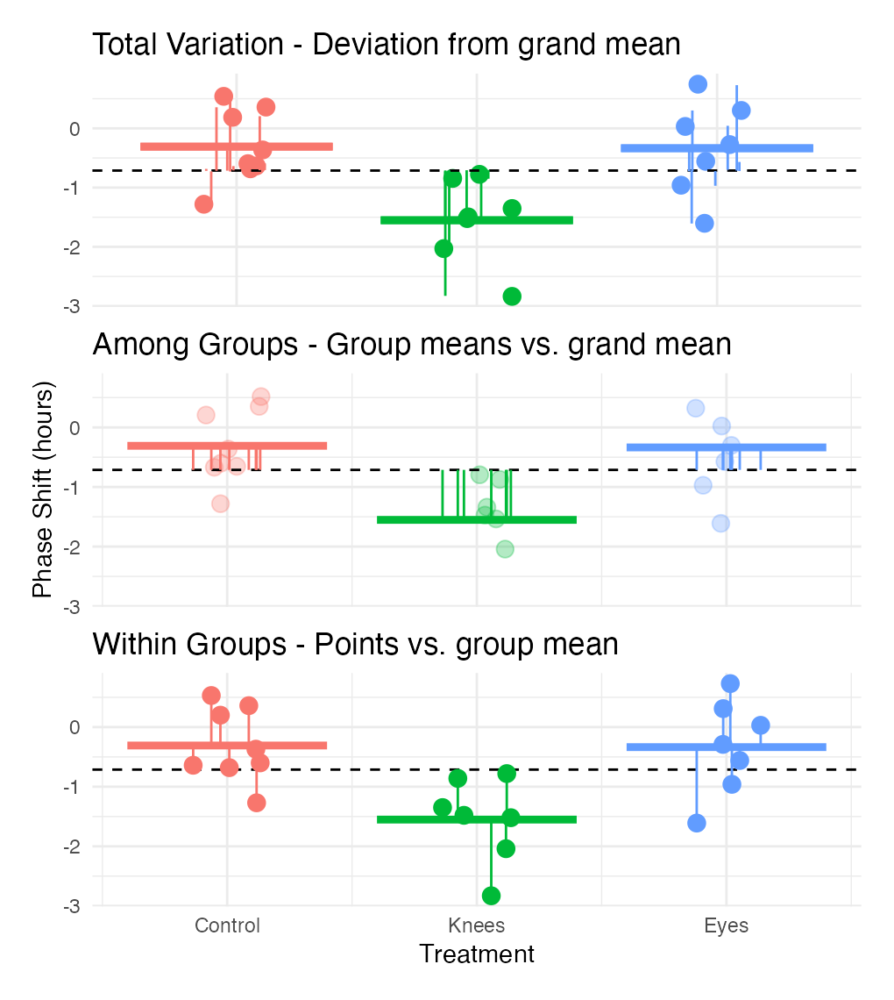 Total Variation - Deviation from grand mean
0
-1
-2
-3
Among Groups - Group means vs. grand mean
0
-1
-2
-3
Phase Shift (hours)
Within Groups - Points vs. group mean
0
-1
-2
-3
Control Knees Eyes
Treatment